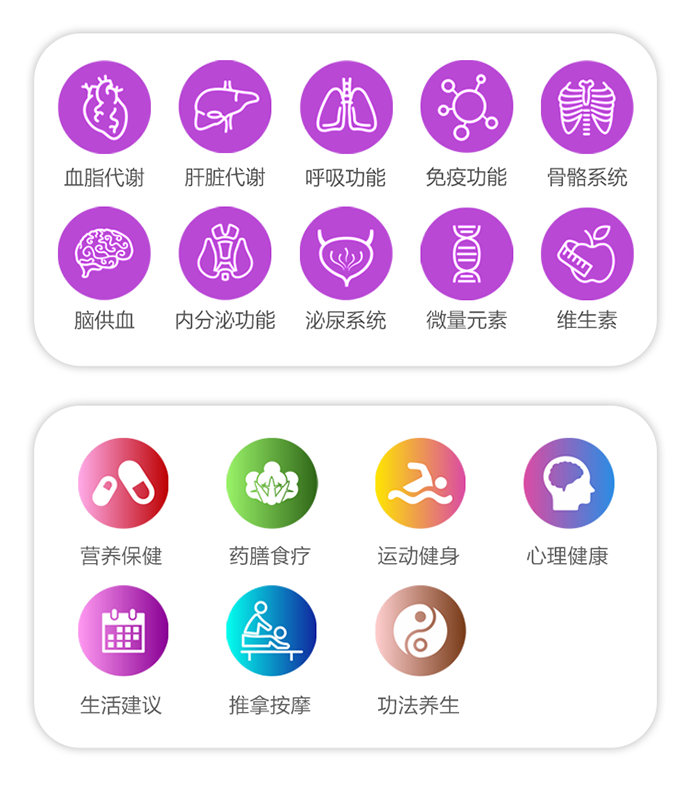 血脂代谢
肝脏代谢
呼吸功能
免疫功能
骨骼系统
脑供血
内分泌功能
泌尿系统
微量元素
维生素
营养保健
药膳食疗
运动健身
心理健康
生活建议
推拿按摩
功法养生